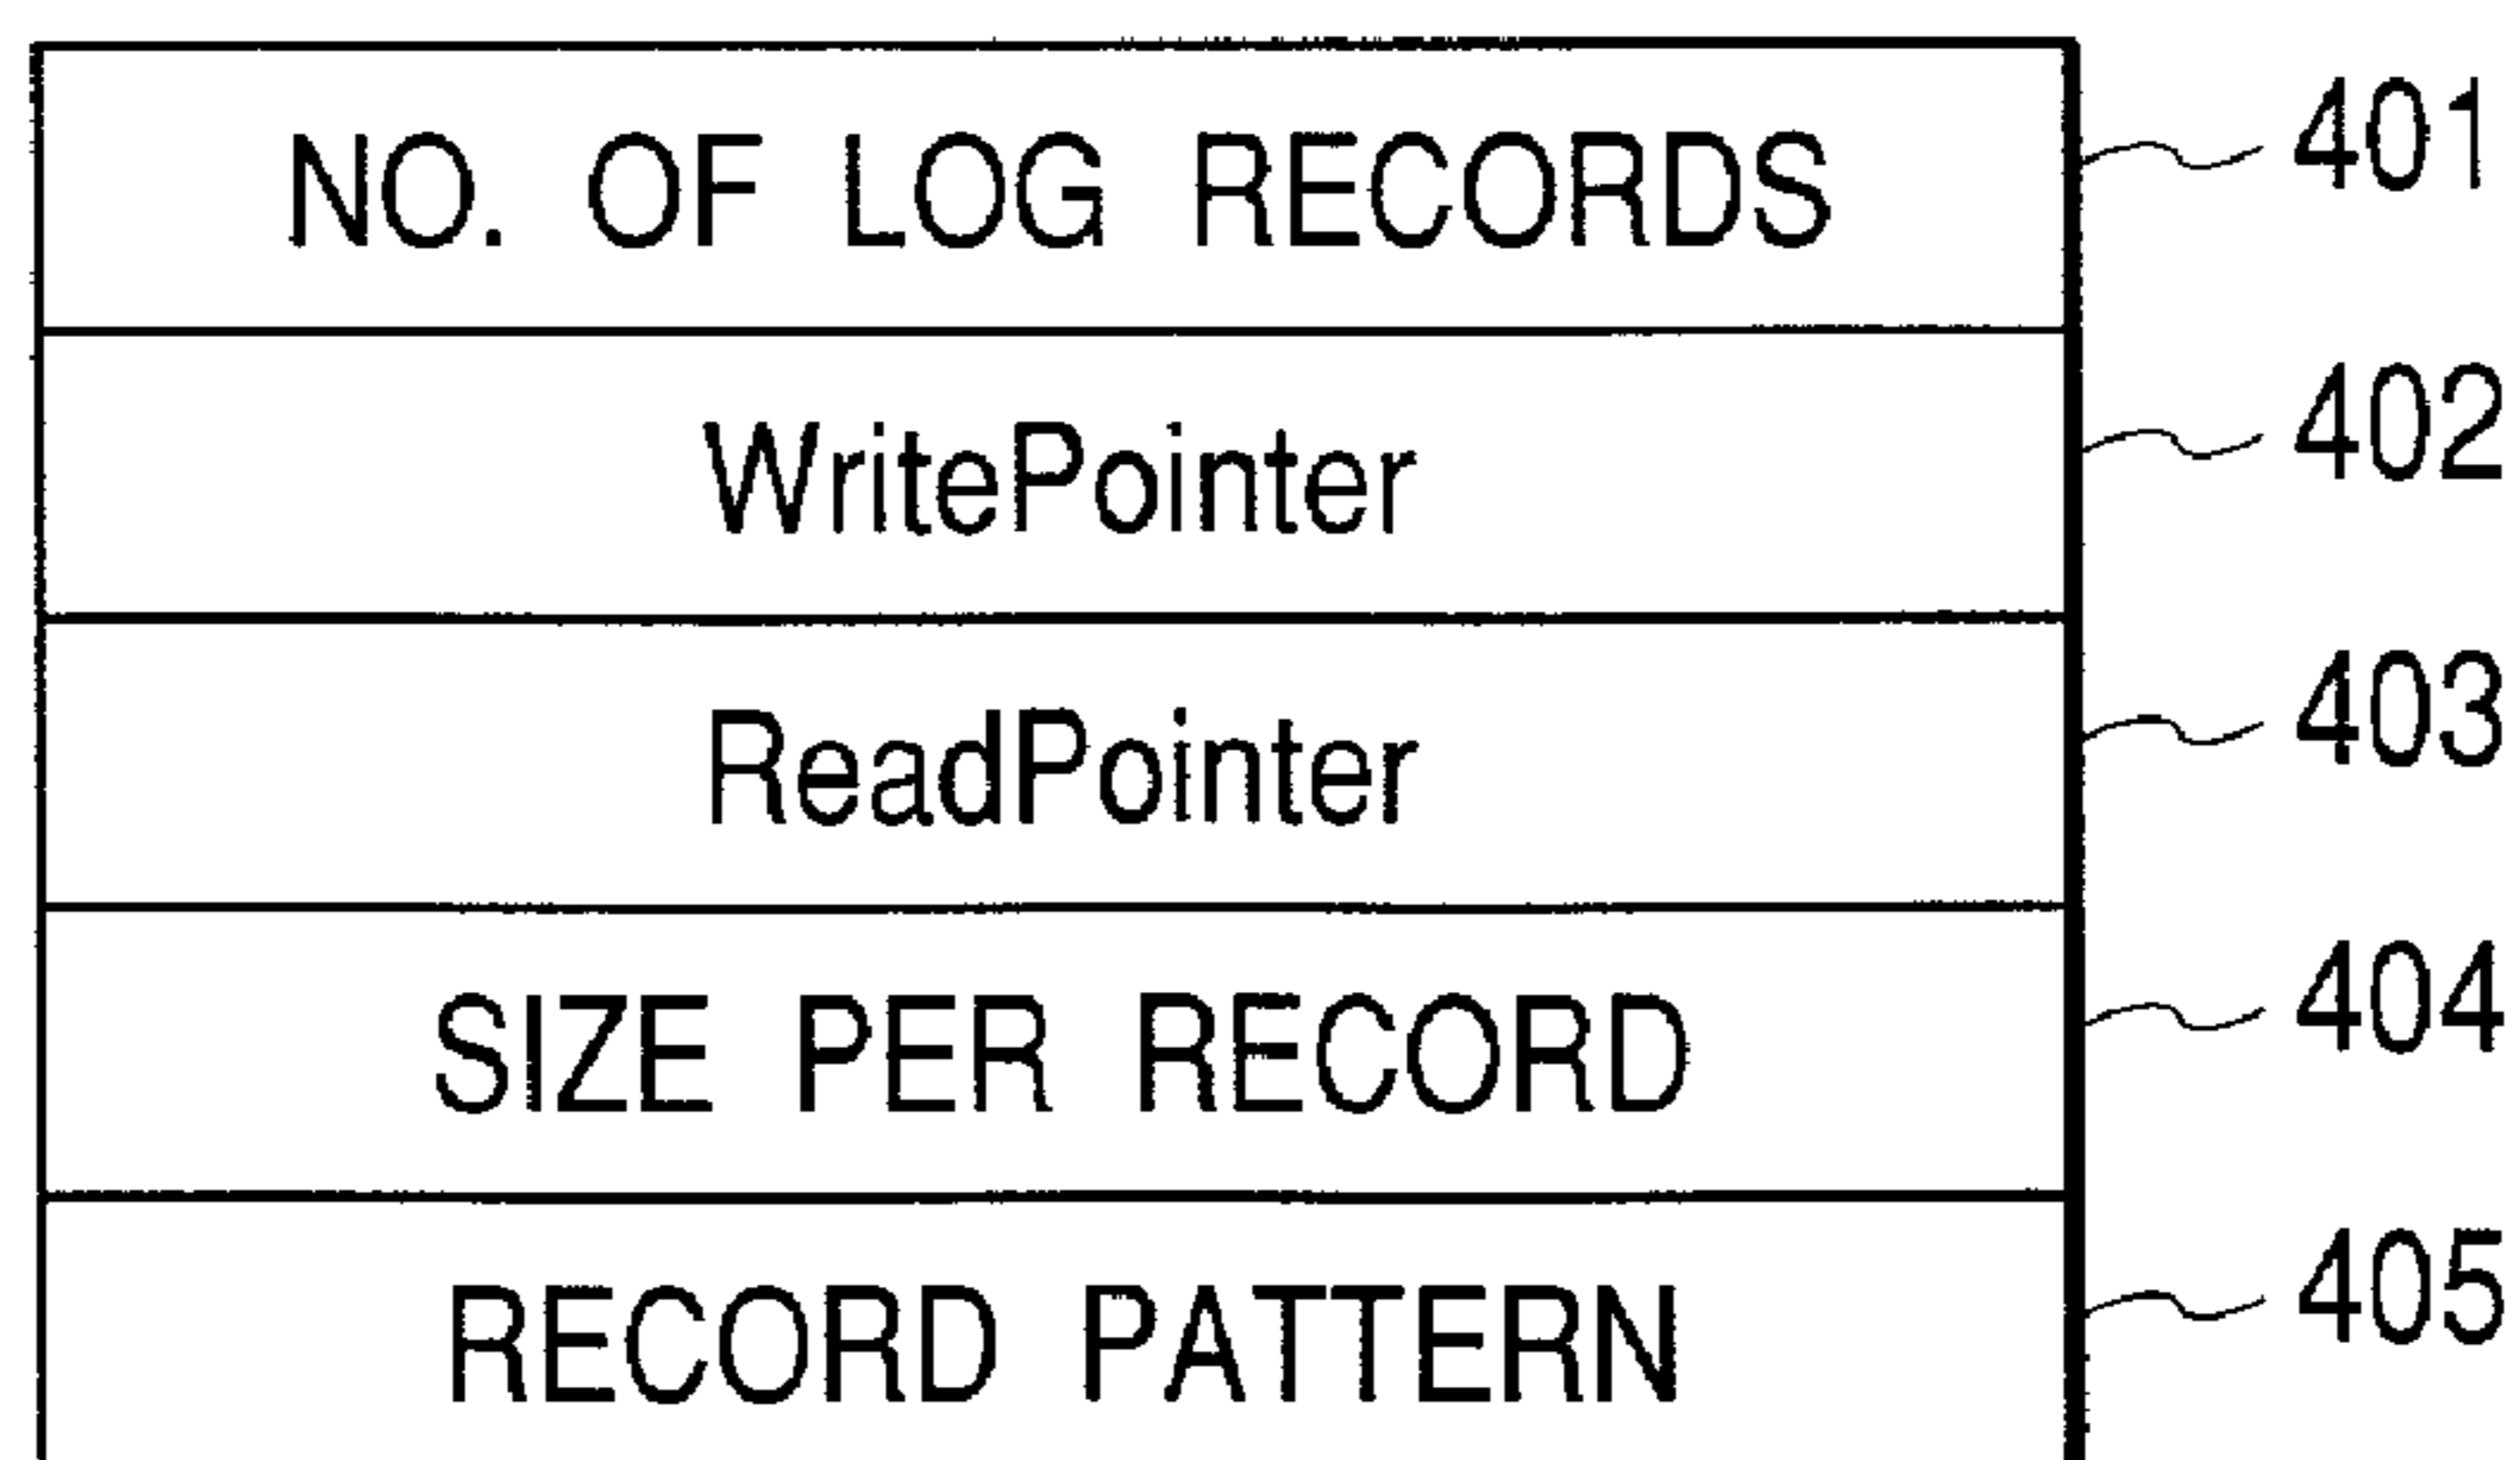 NO. OF LOG RECORDS 401
WritePointer 402
ReadPointer 403
SIZE PER RECORD 404
RECORD PATTERN 405